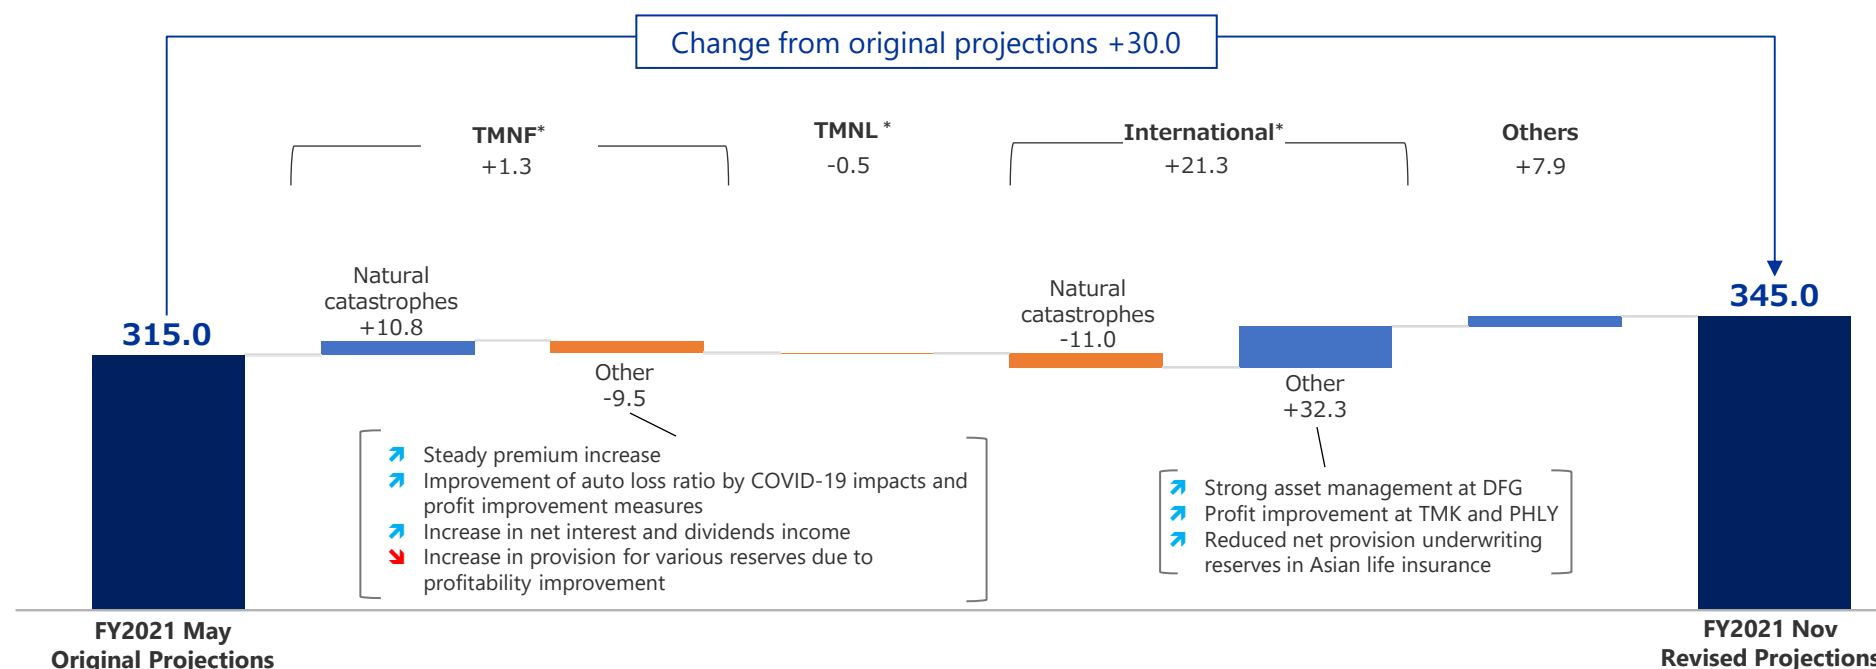 Change from original projections +30.0
TMNF*
+1.3
TMNL *
-0.5
International*
+21.3
Others
+7.9
315.0
Natural
catastrophes
+10.8
Other
-9.5
Natural
catastrophes
-11.0
Other
+32.3
345.0
Steady premium increase
Improvement of auto loss ratio by COVID-19 impacts and
profit improvement measures
Increase in net interest and dividends income
Increase in provision for various reserves due to
profitability improvement
Strong asset management at DFG
Profit improvement at TMK and PHLY
Reduced net provision underwriting
reserves in Asian life insurance
FY2021 May
Original Projections
FY2021 Nov
Revised Projections